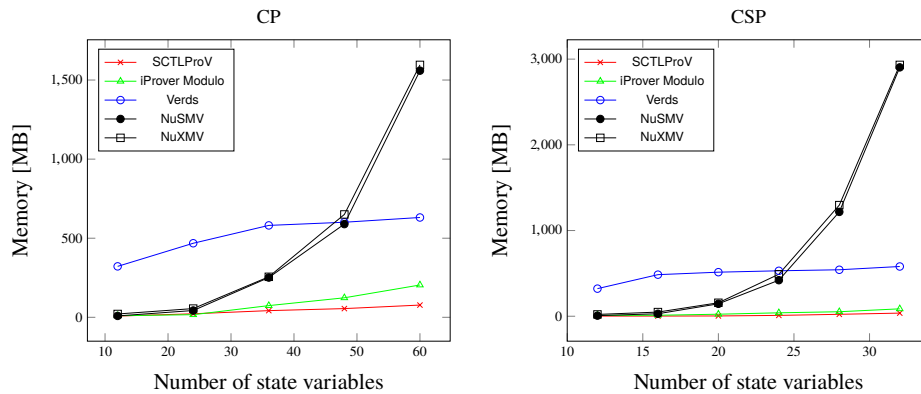 CP
1,500
1,000
500
0
10 20 30 40 50 60
Memory [MB]
Number of state variables
SCTLProV
iProver Modulo
Verds
NuSMV
NuXMV
CSP
3,000
2,000
1,000
0
10 15 20 25 30
Memory [MB]
Number of state variables
SCTLProV
iProver Modulo
Verds
NuSMV
NuXMV